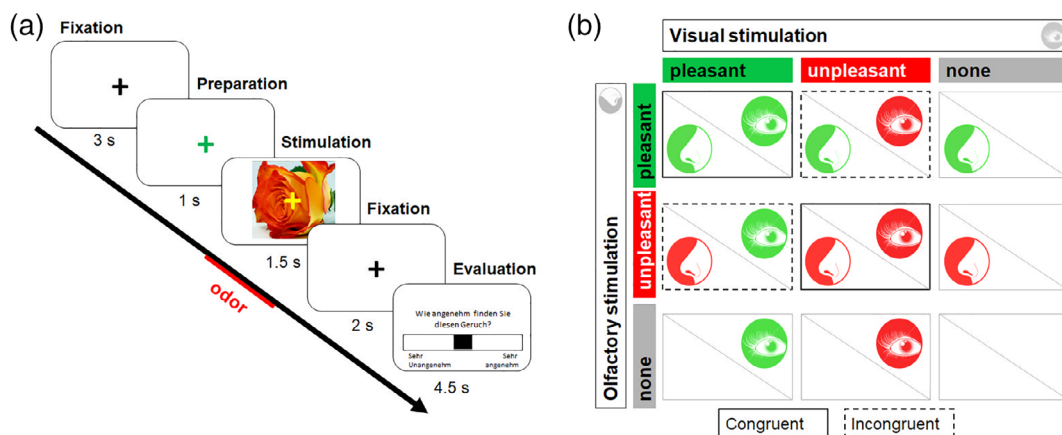 (a)
Fixation
+
3 s
Preparation
+
1 s
Stimulation
+
1.5 s
odor
Fixation
+
2 s
Evaluation
Wie angenehm finden Sie
diesen Geruch?
Sehr
Unangenehm
Sehr
angenehm
4.5 s
(b)
Visual stimulation
pleasant
unpleasant
none
Olfactory stimulation
pleasant
unpleasant
none
Congruent
Incongruent